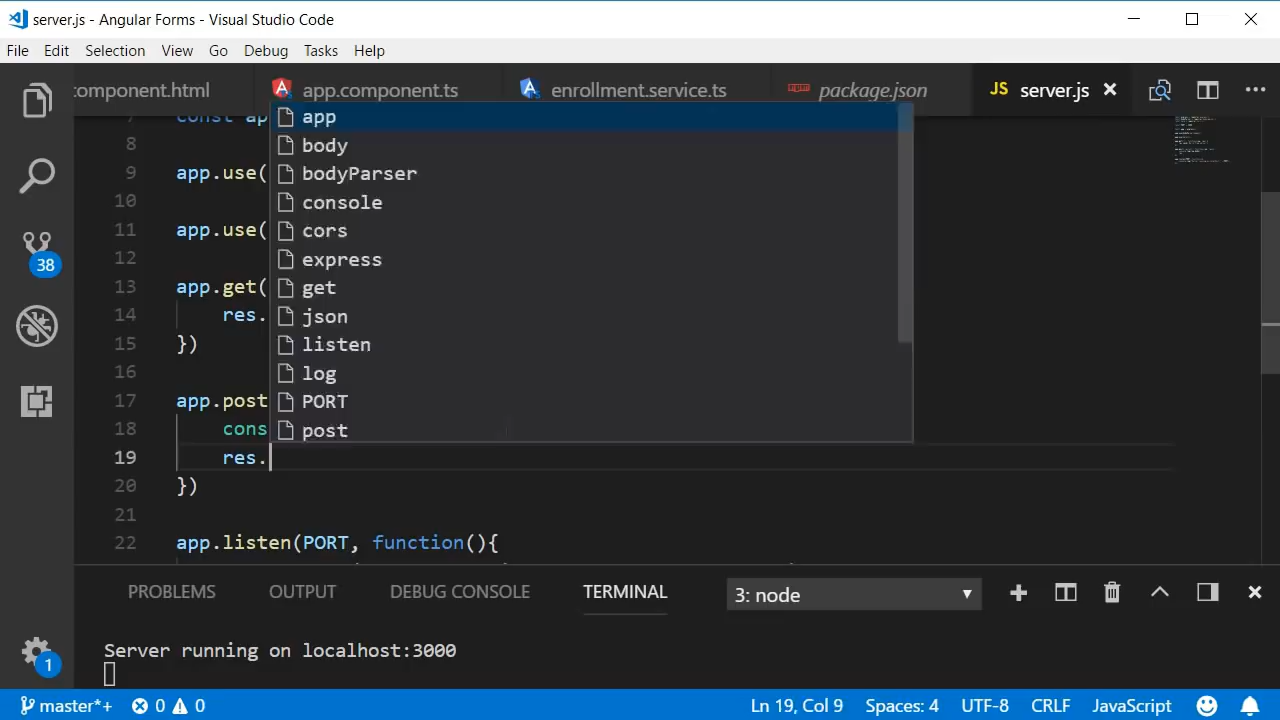 server.js - Angular Forms - Visual Studio Code
File Edit Selection View Go Debug Tasks Help
component.html app.component.ts enrollment.service.ts package.json JS server.js
7 const ap
8
9 app.use(
10
11 app.use(
12
13 app.get(
14 res.
15 })
16
17 app.post
18 cons
19 res.
20 })
21
22 app.listen(PORT, function(){
app
body
bodyParser
console
cors
express
get
json
listen
log
PORT
post
PROBLEMS OUTPUT DEBUG CONSOLE TERMINAL 3: node
Server running on localhost:3000
38
1
master*+ 0 0 Ln 19, Col 9 Spaces: 4 UTF-8 CRLF JavaScript